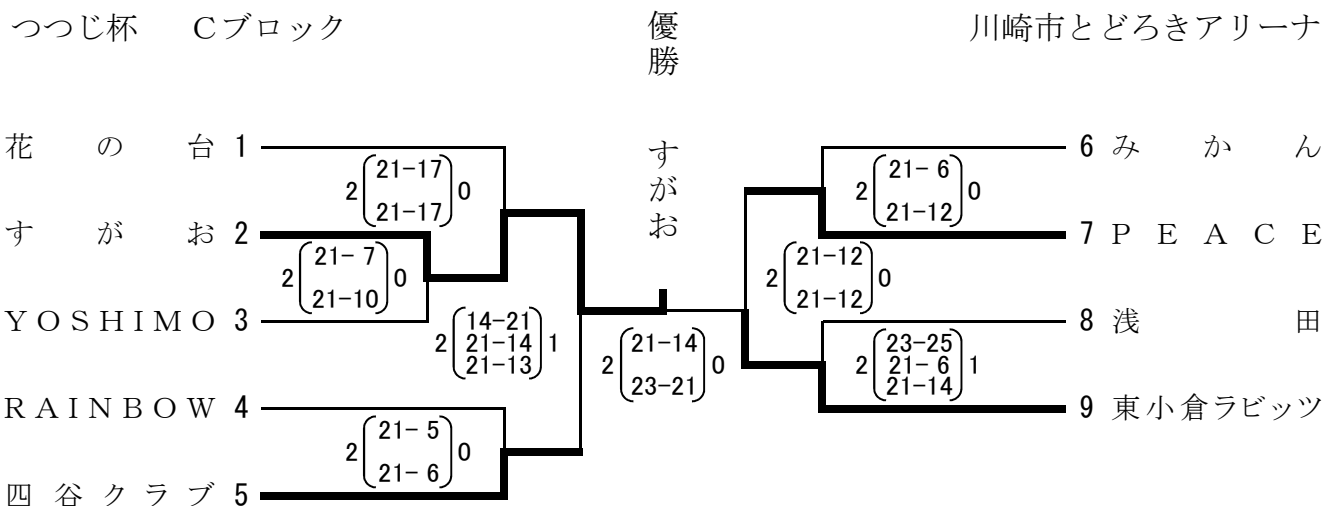 つつじ杯 Cブロック
優勝 すがお
川崎市とどろきアリーナ
花の台 1
2 21-17 0
21-17
すがお 2
2 21- 7 0
21-10
YOSHIMO 3
2 14-21 1
21-14
21-13
RAINBOW 4
2 21- 5 0
21- 6
四谷クラブ 5
2 21-14 0
23-21
6 みかん
2 21- 6 0
21-12
7 PEACE
2 21-12 0
21-12
8 浅田
2 23-25 1
21- 6
21-14
9 東小倉ラビッツ